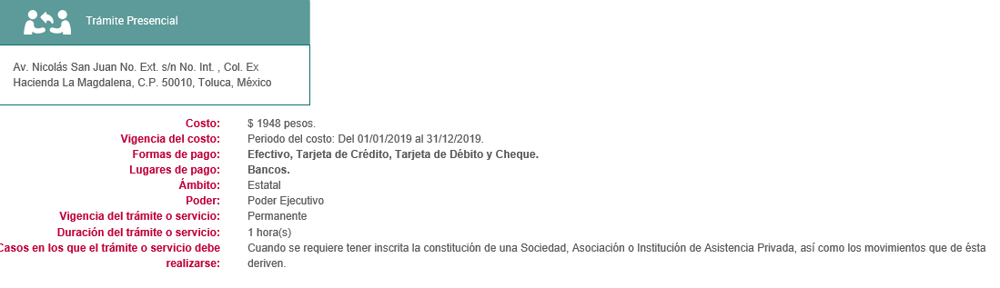 Trámite Presencial
Av. Nicolás San Juan No. Ext. s/n No. Int. , Col. Ex
Hacienda La Magdalena, C.P. 50010, Toluca, México
Costo: $ 1948 pesos.
Vigencia del costo: Periodo del costo: Del 01/01/2019 al 31/12/2019.
Formas de pago: Efectivo, Tarjeta de Crédito, Tarjeta de Débito y Cheque.
Lugares de pago: Bancos.
Ámbito: Estatal
Poder: Poder Ejecutivo
Vigencia del trámite o servicio: Permanente
Duración del trámite o servicio: 1 hora(s)
Casos en los que el trámite o servicio debe Cuando se requiere tener inscrita la constitución de una Sociedad, Asociación o Institución de Asistencia Privada, así como los movimientos que de ésta
realizarse: deriven.